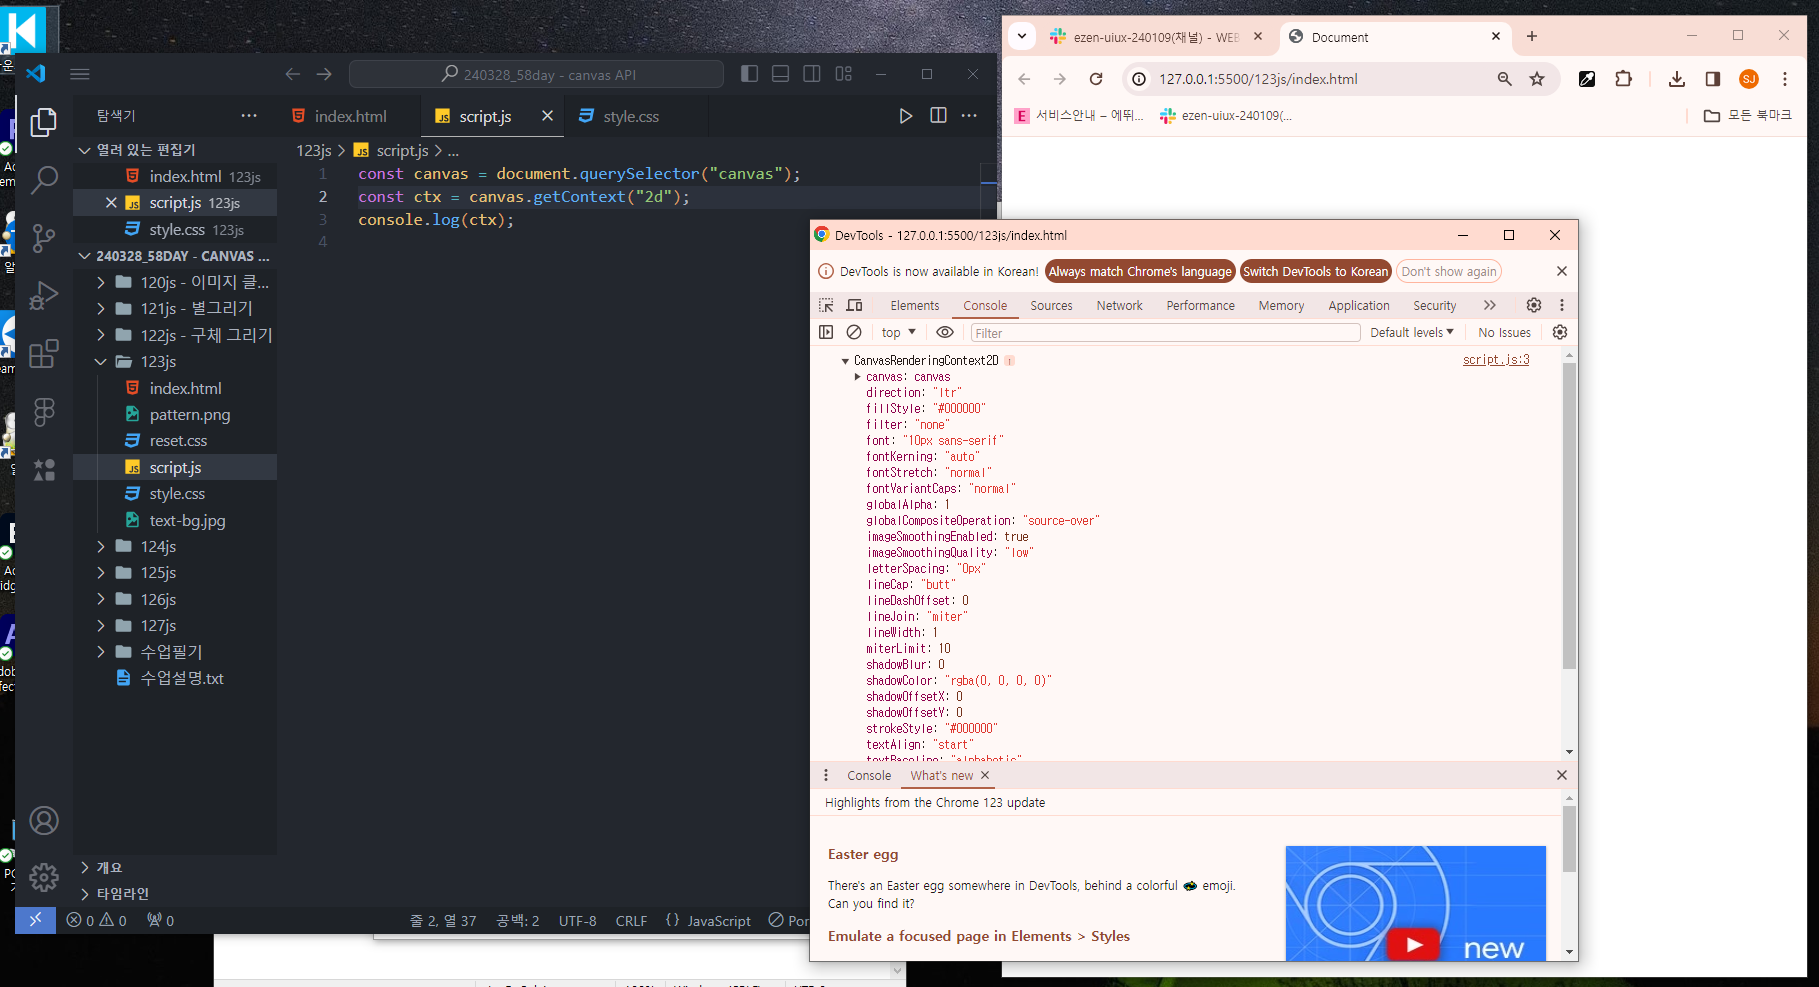 240328_58day - canvas API
탐색기
index.html
script.js
style.css
열려 있는 편집기
index.html 123js
script.js 123js
style.css 123js
240328_58DAY - CANVAS ...
120js - 이미지 클...
121js - 별그리기
122js - 구체 그리기
123js
index.html
pattern.png
reset.css
script.js
style.css
text-bg.jpg
124js
125js
126js
127js
수업필기
수업설명.txt
개요
타임라인
123js > script.js > ...
1 const canvas = document.querySelector("canvas");
2 const ctx = canvas.getContext("2d");
3 console.log(ctx);
4
0 0 0
줄 2, 열 37 공백: 2 UTF-8 CRLF {} JavaScript Por
ezen-uiux-240109(채널) - WEB
Document
127.0.0.1:5500/123js/index.html
SJ
서비스안내 – 에뛰...
ezen-uiux-240109(...
모든 북마크
DevTools - 127.0.0.1:5500/123js/index.html
DevTools is now available in Korean! Always match Chrome's language Switch DevTools to Korean Don't show again
Elements Console Sources Network Performance Memory Application Security
top Filter Default levels No Issues
CanvasRenderingContext2D script.js:3
canvas: canvas
direction: "ltr"
fillStyle: "#000000"
filter: "none"
font: "10px sans-serif"
fontKerning: "auto"
fontStretch: "normal"
fontVariantCaps: "normal"
globalAlpha: 1
globalCompositeOperation: "source-over"
imageSmoothingEnabled: true
imageSmoothingQuality: "low"
letterSpacing: "0px"
lineCap: "butt"
lineDashOffset: 0
lineJoin: "miter"
lineWidth: 1
miterLimit: 10
shadowBlur: 0
shadowColor: "rgba(0, 0, 0, 0)"
shadowOffsetX: 0
shadowOffsetY: 0
strokeStyle: "#000000"
textAlign: "start"
textBaseline: "alphabetic"
Console What's new
Highlights from the Chrome 123 update
Easter egg
There's an Easter egg somewhere in DevTools, behind a colorful emoji.
Can you find it?
Emulate a focused page in Elements > Styles
new